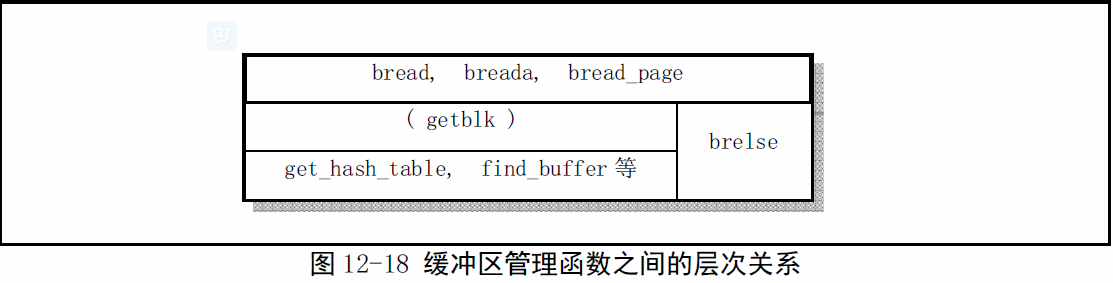 bread, breada, bread_page
( getblk )
brelse
get_hash_table, find_buffer 等
图 12-18 缓冲区管理函数之间的层次关系